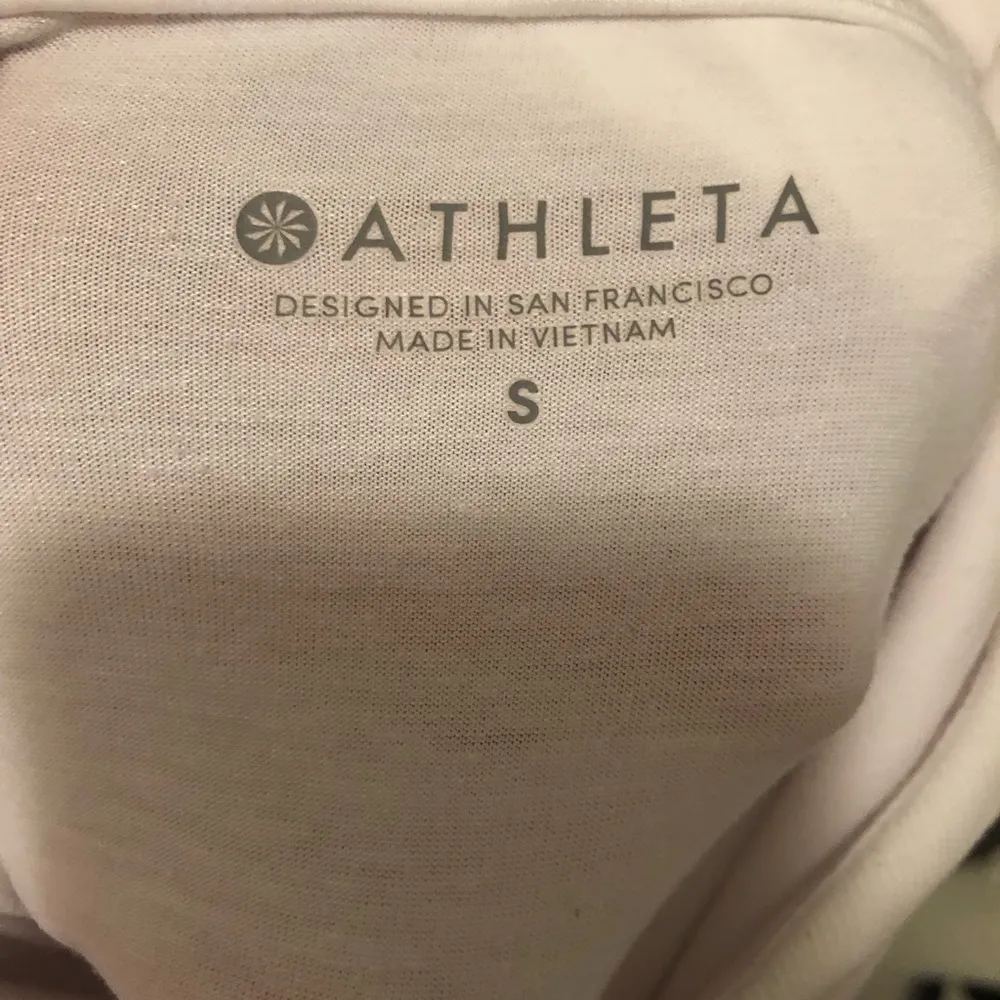 ATHLETA
DESIGNED IN SAN FRANCISCO
MADE IN VIETNAM
S